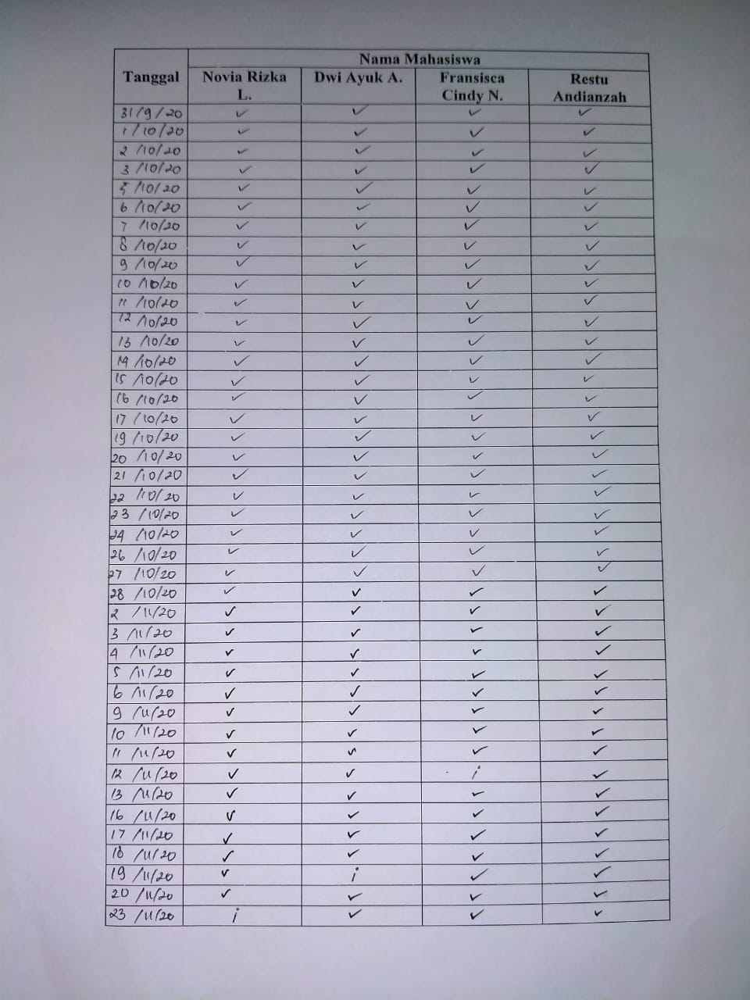 Nama Mahasiswa
Tanggal Novia Rizka L. Dwi Ayuk A. Fransisca Cindy N. Restu Andianzah
31/9/20 ✓ ✓ ✓ ✓
1/10/20 ✓ ✓ ✓ ✓
2/10/20 ✓ ✓ ✓ ✓
3/10/20 ✓ ✓ ✓ ✓
5/10/20 ✓ ✓ ✓ ✓
6/10/20 ✓ ✓ ✓ ✓
7/10/20 ✓ ✓ ✓ ✓
8/10/20 ✓ ✓ ✓ ✓
9/10/20 ✓ ✓ ✓ ✓
10/10/20 ✓ ✓ ✓ ✓
11/10/20 ✓ ✓ ✓ ✓
12/10/20 ✓ ✓ ✓ ✓
13/10/20 ✓ ✓ ✓ ✓
14/10/20 ✓ ✓ ✓ ✓
15/10/20 ✓ ✓ ✓ ✓
16/10/20 ✓ ✓ ✓ ✓
17/10/20 ✓ ✓ ✓ ✓
19/10/20 ✓ ✓ ✓ ✓
20/10/20 ✓ ✓ ✓ ✓
21/10/20 ✓ ✓ ✓ ✓
22/10/20 ✓ ✓ ✓ ✓
23/10/20 ✓ ✓ ✓ ✓
24/10/20 ✓ ✓ ✓ ✓
26/10/20 ✓ ✓ ✓ ✓
27/10/20 ✓ ✓ ✓ ✓
28/10/20 ✓ ✓ ✓ ✓
2/11/20 ✓ ✓ ✓ ✓
3/11/20 ✓ ✓ ✓ ✓
4/11/20 ✓ ✓ ✓ ✓
5/11/20 ✓ ✓ ✓ ✓
6/11/20 ✓ ✓ ✓ ✓
9/11/20 ✓ ✓ ✓ ✓
10/11/20 ✓ ✓ ✓ ✓
11/11/20 ✓ ✓ ✓ ✓
12/11/20 ✓ ✓ i ✓
13/11/20 ✓ ✓ ✓ ✓
16/11/20 ✓ ✓ ✓ ✓
17/11/20 ✓ ✓ ✓ ✓
18/11/20 ✓ ✓ ✓ ✓
19/11/20 ✓ i ✓ ✓
20/11/20 ✓ ✓ ✓ ✓
23/11/20 i ✓ ✓ ✓